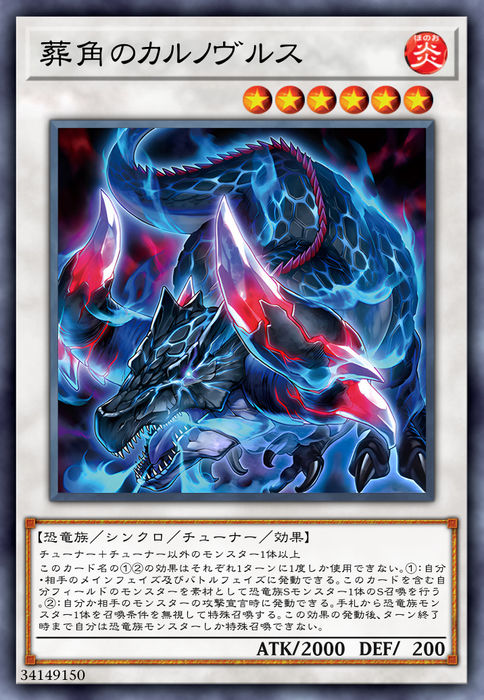 葬角のカルノヴルス
ほのお
炎
【恐竜族／シンクロ／チューナー／効果】
チューナー＋チューナー以外のモンスター1体以上
このカード名の①②の効果はそれぞれ1ターンに1度しか使用できない。①：自分
・相手のメインフェイズ及びバトルフェイズに発動できる。このカードを含む自
分フィールドのモンスターを素材として恐竜族Sモンスター1体のS召喚を行
う。②：自分か相手のモンスターの攻撃宣言時に発動できる。手札から恐竜族モン
スター1体を召喚条件を無視して特殊召喚する。この効果の発動後、ターン終了
時まで自分は恐竜族モンスターしか特殊召喚できない。
ATK/2000 DEF/ 200
34149150